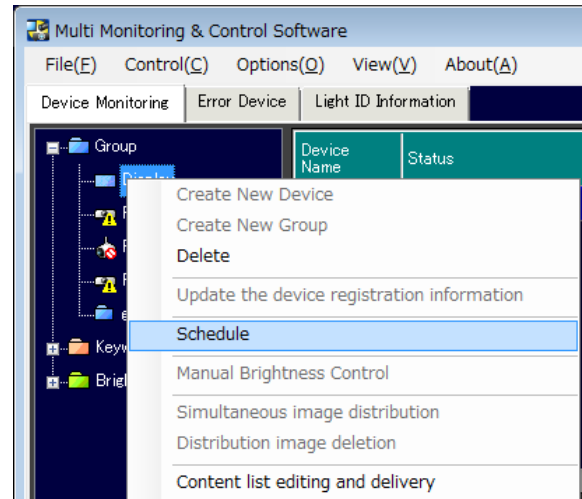 Multi Monitoring & Control Software
File(F) Control(C) Options(O) View(V) About(A)
Device Monitoring Error Device Light ID Information
Group
Device Name Status
Display
Create New Device
Create New Group
Delete
Update the device registration information
Schedule
Manual Brightness Control
Simultaneous image distribution
Distribution image deletion
Content list editing and delivery